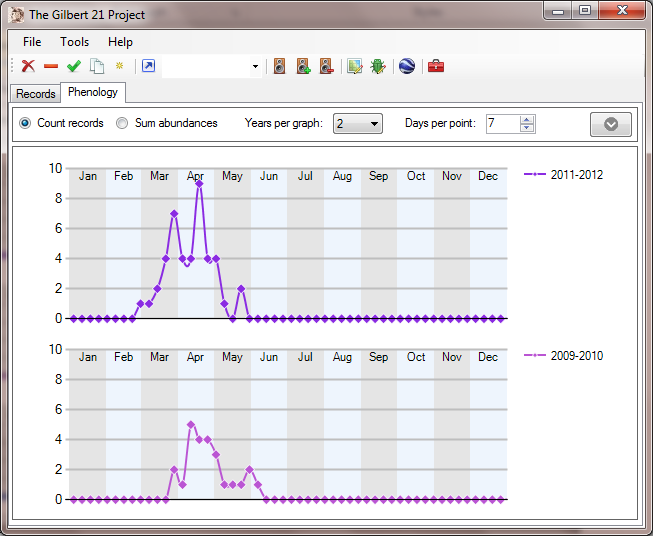 The Gilbert 21 Project
File Tools Help
Records Phenology
Count records Sum abundances Years per graph: 2 Days per point: 7
10 Jan Feb Mar Apr May Jun Jul Aug Sep Oct Nov Dec 2011-2012
8
6
4
2
0
10 Jan Feb Mar Apr May Jun Jul Aug Sep Oct Nov Dec 2009-2010
8
6
4
2
0